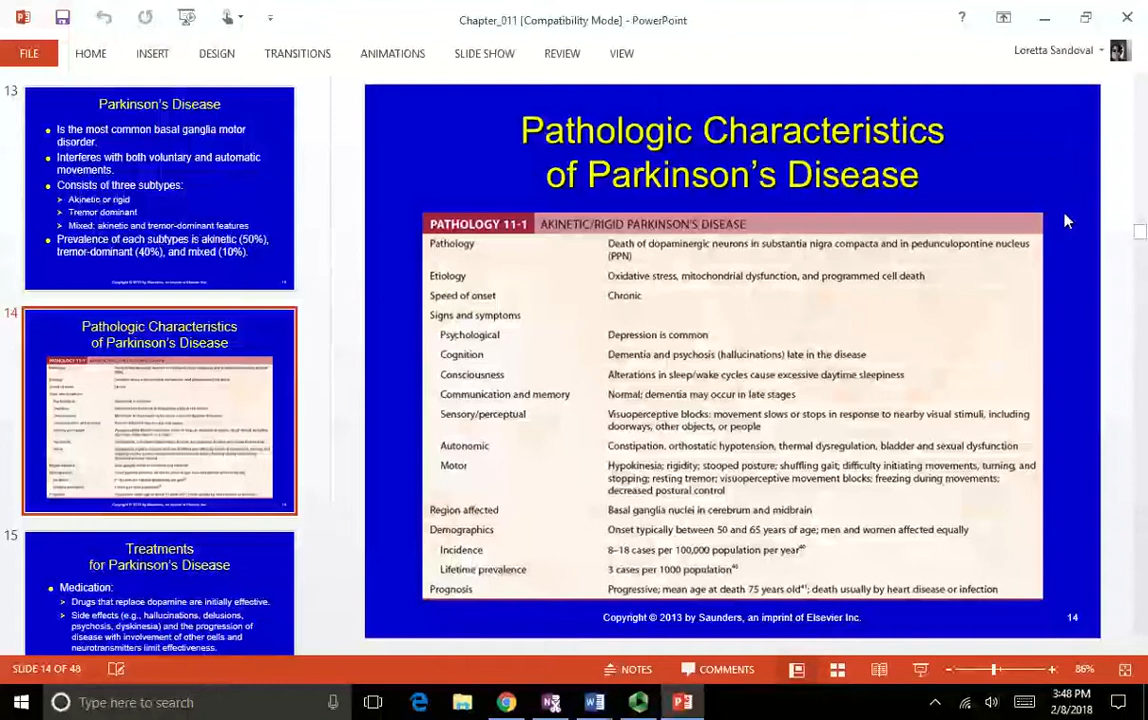 Chapter_011 [Compatibility Mode] - PowerPoint
?
FILE
HOME
INSERT
DESIGN
TRANSITIONS
ANIMATIONS
SLIDE SHOW
REVIEW
VIEW
Loretta Sandoval
13
Parkinson's Disease
Is the most common basal ganglia motor
disorder.
Interferes with both voluntary and automatic
movements.
Consists of three subtypes:
Akinetic or rigid
Tremor dominant
Mixed: akinetic and tremor-dominant features
Prevalence of each subtypes is akinetic (50%),
tremor-dominant (40%), and mixed (10%).
Copyright © 2013 by Saunders, an imprint of Elsevier Inc.
14
Pathologic Characteristics
of Parkinson's Disease
15
Treatments
for Parkinson's Disease
Medication:
Drugs that replace dopamine are initially effective.
Side effects (e.g., hallucinations, delusions,
psychosis, dyskinesia) and the progression of
disease with involvement of other cells and
neurotransmitters limit effectiveness.
Pathologic Characteristics
of Parkinson's Disease
PATHOLOGY 11-1 AKINETIC/RIGID PARKINSON'S DISEASE
Pathology Death of dopaminergic neurons in substantia nigra compacta and in pedunculopontine nucleus
(PPN)
Etiology Oxidative stress, mitochondrial dysfunction, and programmed cell death
Speed of onset Chronic
Signs and symptoms
Psychological Depression is common
Cognition Dementia and psychosis (hallucinations) late in the disease
Consciousness Alterations in sleep/wake cycles cause excessive daytime sleepiness
Communication and memory Normal; dementia may occur in late stages
Sensory/perceptual Visuoperceptive blocks: movement slows or stops in response to nearby visual stimuli, including
doorways, other objects, or people
Autonomic Constipation, orthostatic hypotension, thermal dysregulation, bladder and sexual dysfunction
Motor Hypokinesia; rigidity; stooped posture; shuffling gait; difficulty initiating movements, turning, and
stopping; resting tremor; visuoperceptive movement blocks; freezing during movements;
decreased postural control
Region affected Basal ganglia nuclei in cerebrum and midbrain
Demographics Onset typically between 50 and 65 years of age; men and women affected equally
Incidence 8–18 cases per 100,000 population per year
Lifetime prevalence 3 cases per 1000 population
Prognosis Progressive; mean age at death 75 years old; death usually by heart disease or infection
Copyright © 2013 by Saunders, an imprint of Elsevier Inc.
14
SLIDE 14 OF 48
NOTES
COMMENTS
86%
Type here to search
3:48 PM
2/8/2018